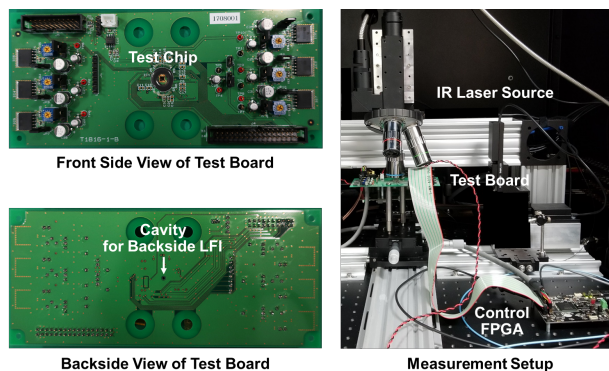 1708001
Test Chip
T1818-1-B
Front Side View of Test Board
Cavity
for Backside LFI
Backside View of Test Board
IR Laser Source
Test Board
Control
FPGA
Measurement Setup